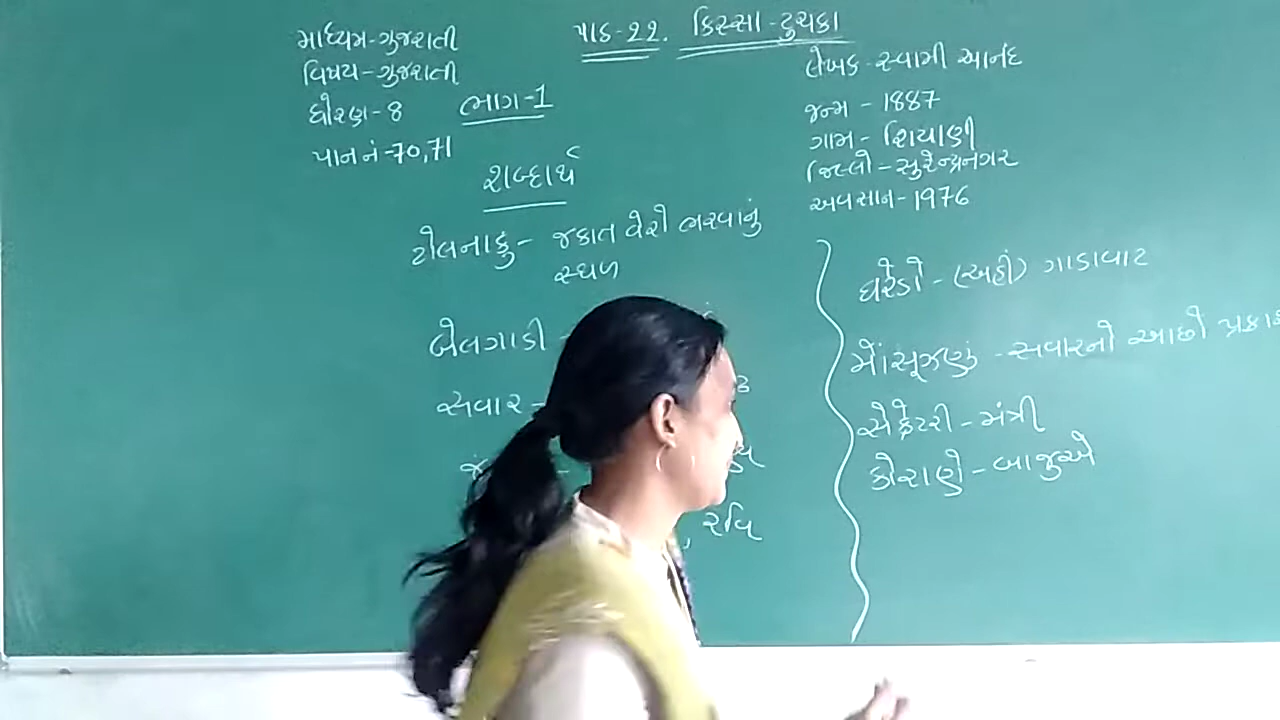 માધ્યમ-ગુજરાતી
વિષય-ગુજરાતી
ધોરણ-8
પાન નં-70,71
ભાગ-1
પાઠ-22. કિસ્સા-ટુચકા
લેખક-સ્વામી આનંદ
જન્મ - 1887
ગામ - શિયાણી
જિલ્લો-સુરેન્દ્રનગર
અવસાન-1976
શબ્દાર્થ
ટોલનાકુ- જકાત વેરો ભરવાનું
સ્થળ
બેલગાડી -
સવાર -
, રવિ
ઘરેડો - (અહીં) ગાડાવાટ
મોંસૂઝણું - સવારનો આછો
સેક્રેટરી - મંત્રી
કોરાણે - બાજુએ